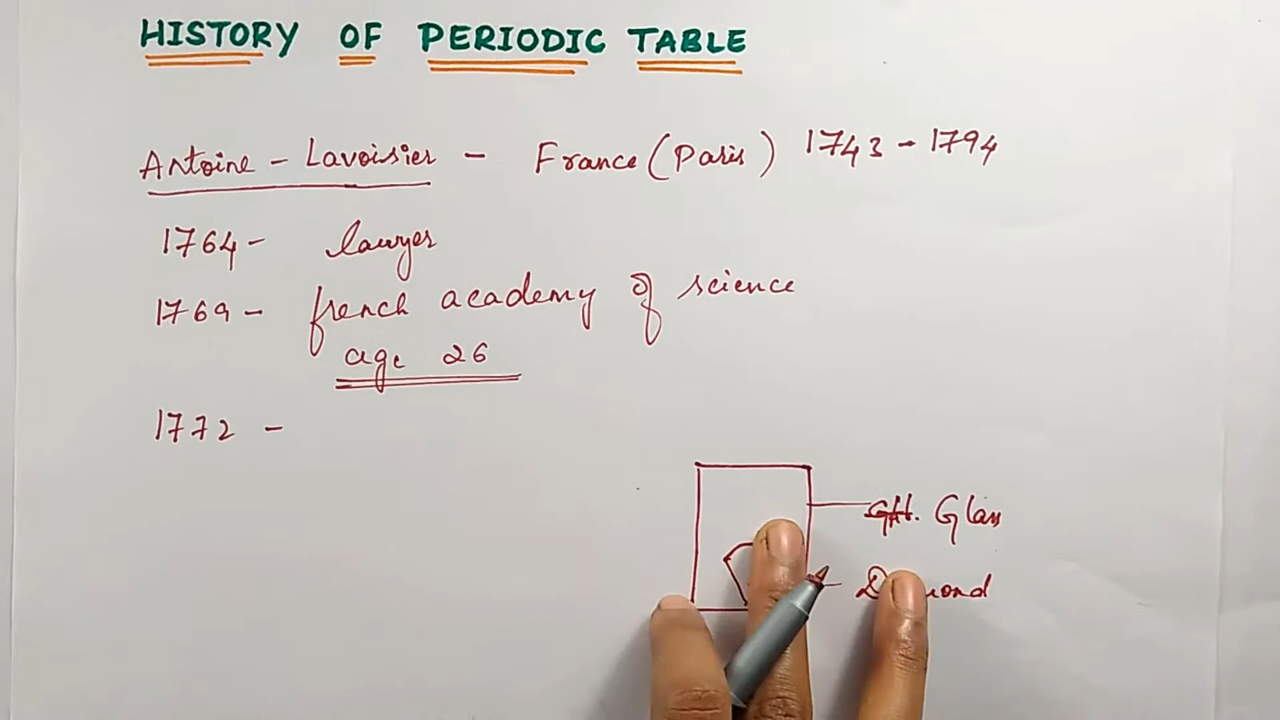 HISTORY OF PERIODIC TABLE
Antoine - Lavoisier - France (Paris) 1743 - 1794
1764 - lawyer
1769 - french academy of science
age 26
1772 -
Glass